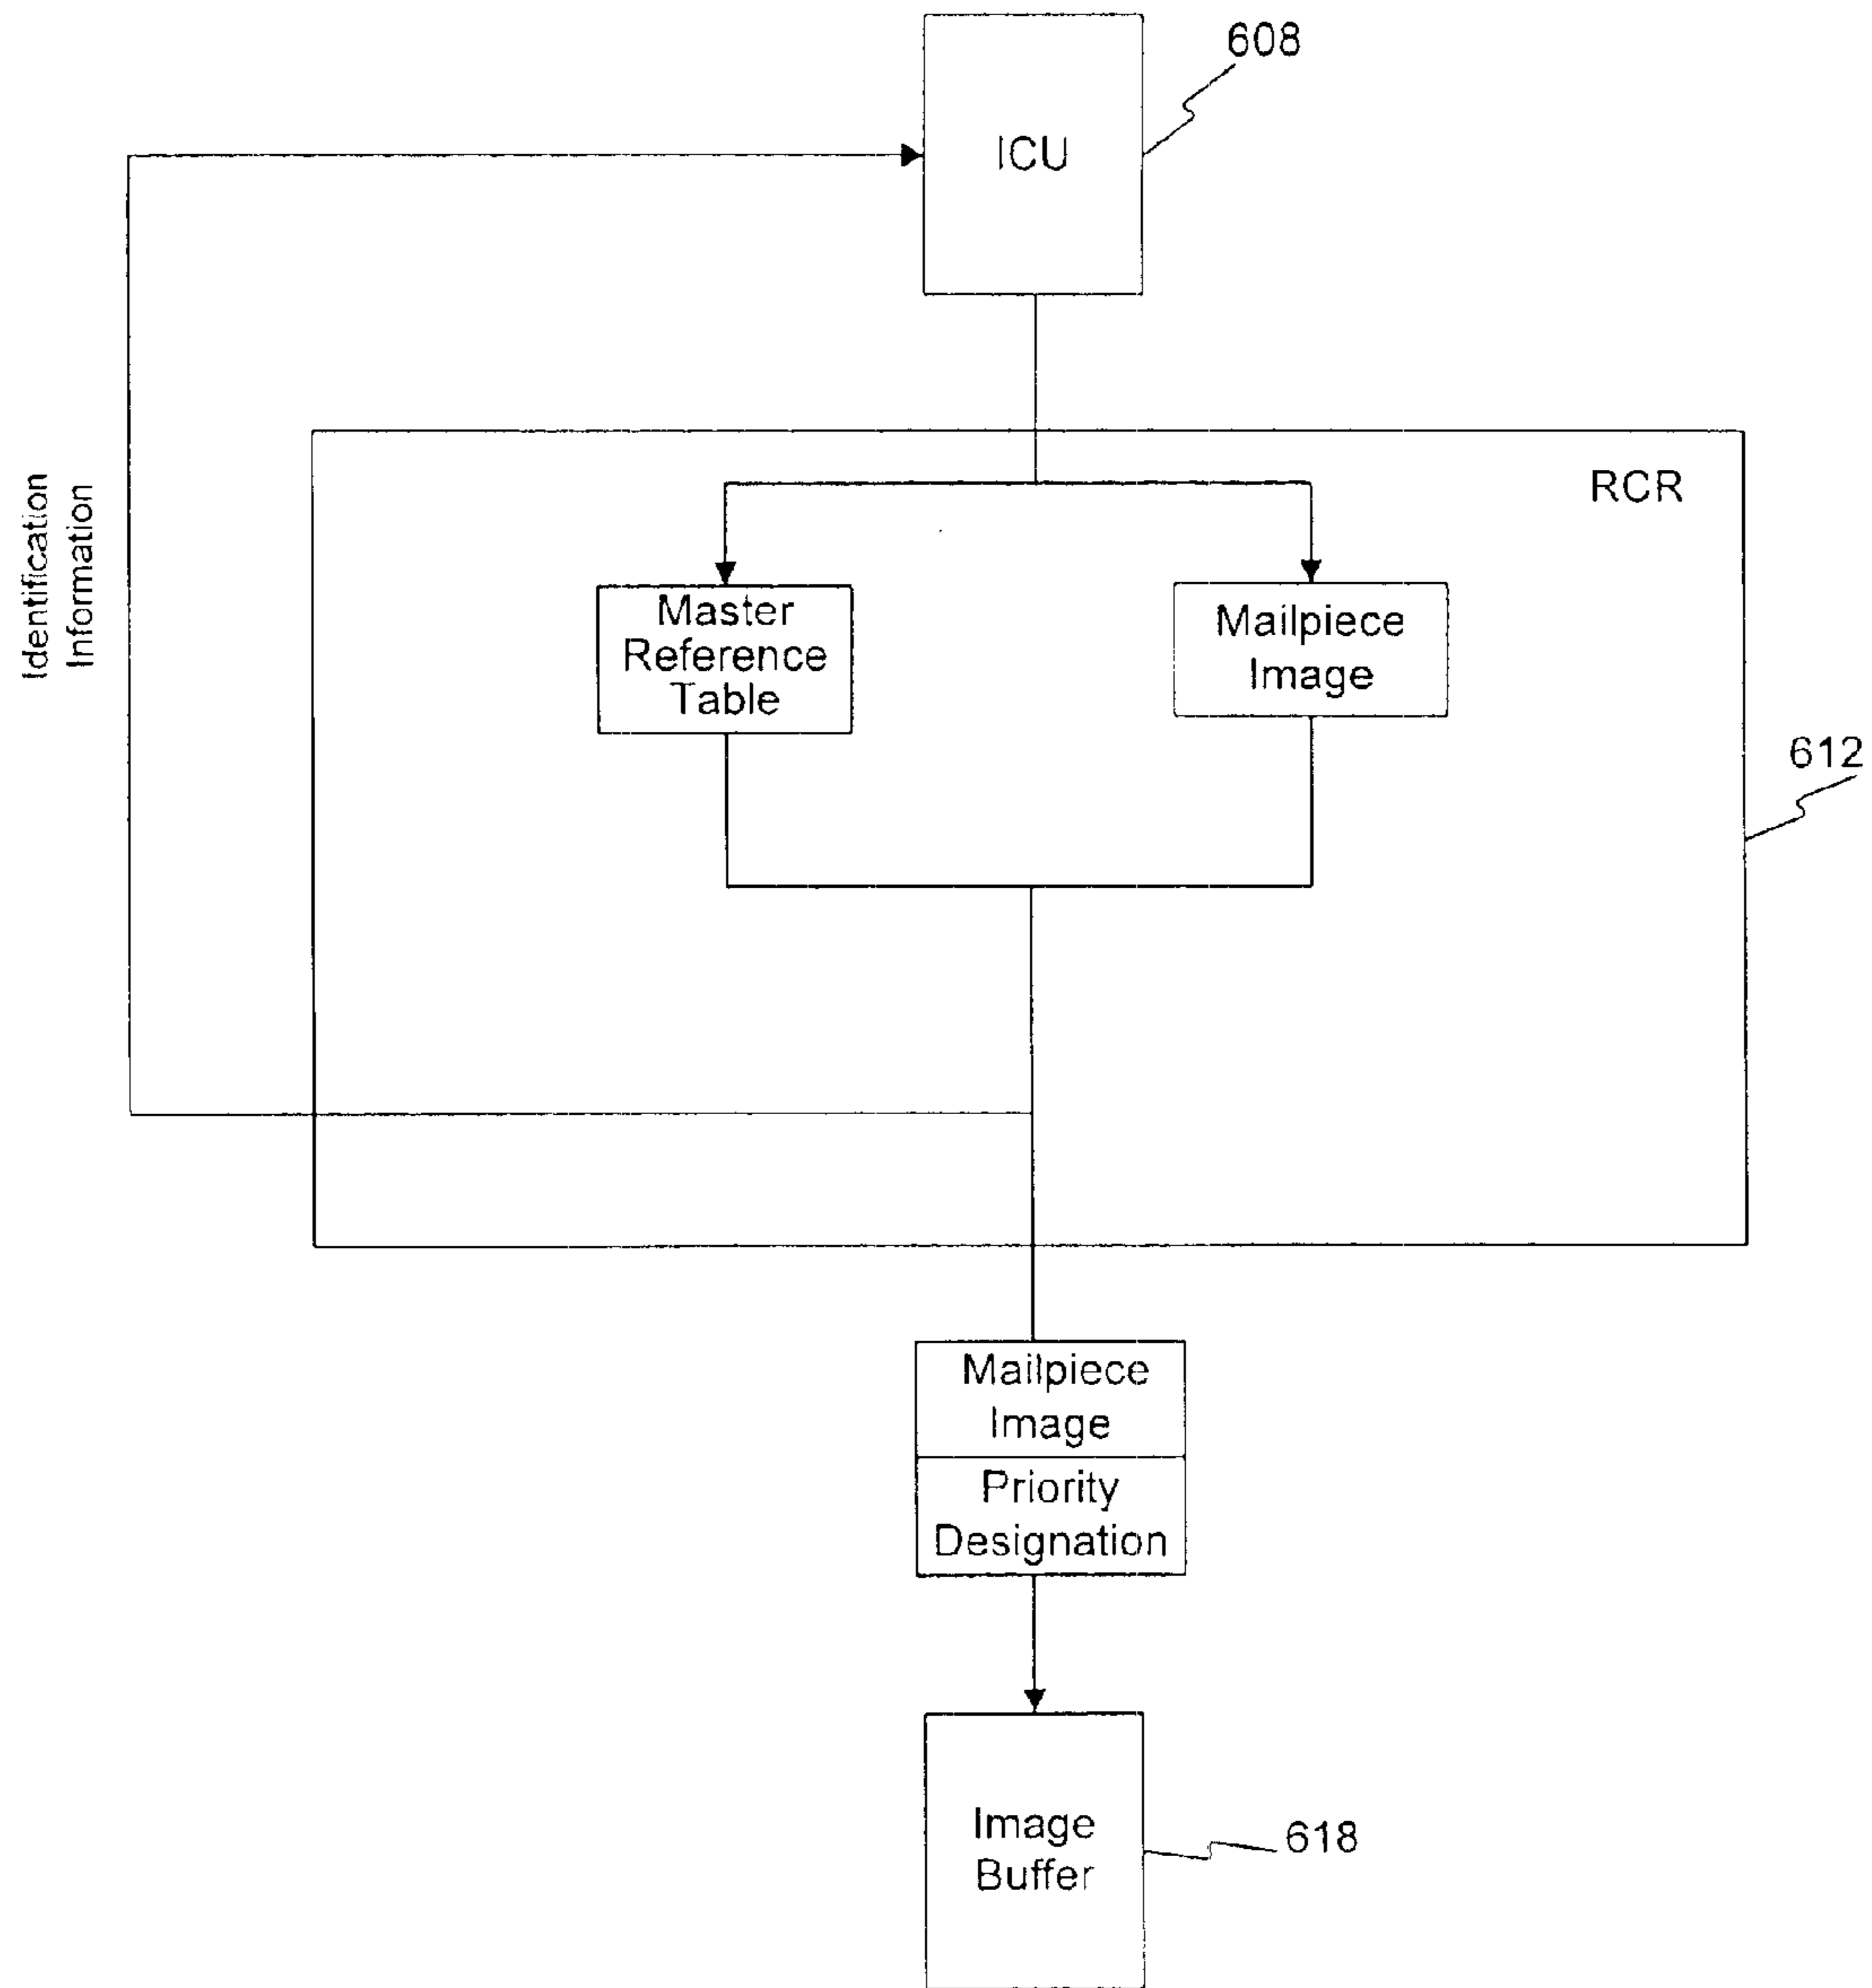 608
ICU
Identification
Information
RCR
Master
Reference
Table
Mailpiece
Image
612
Mailpiece
Image
Priority
Designation
Image
Buffer
618